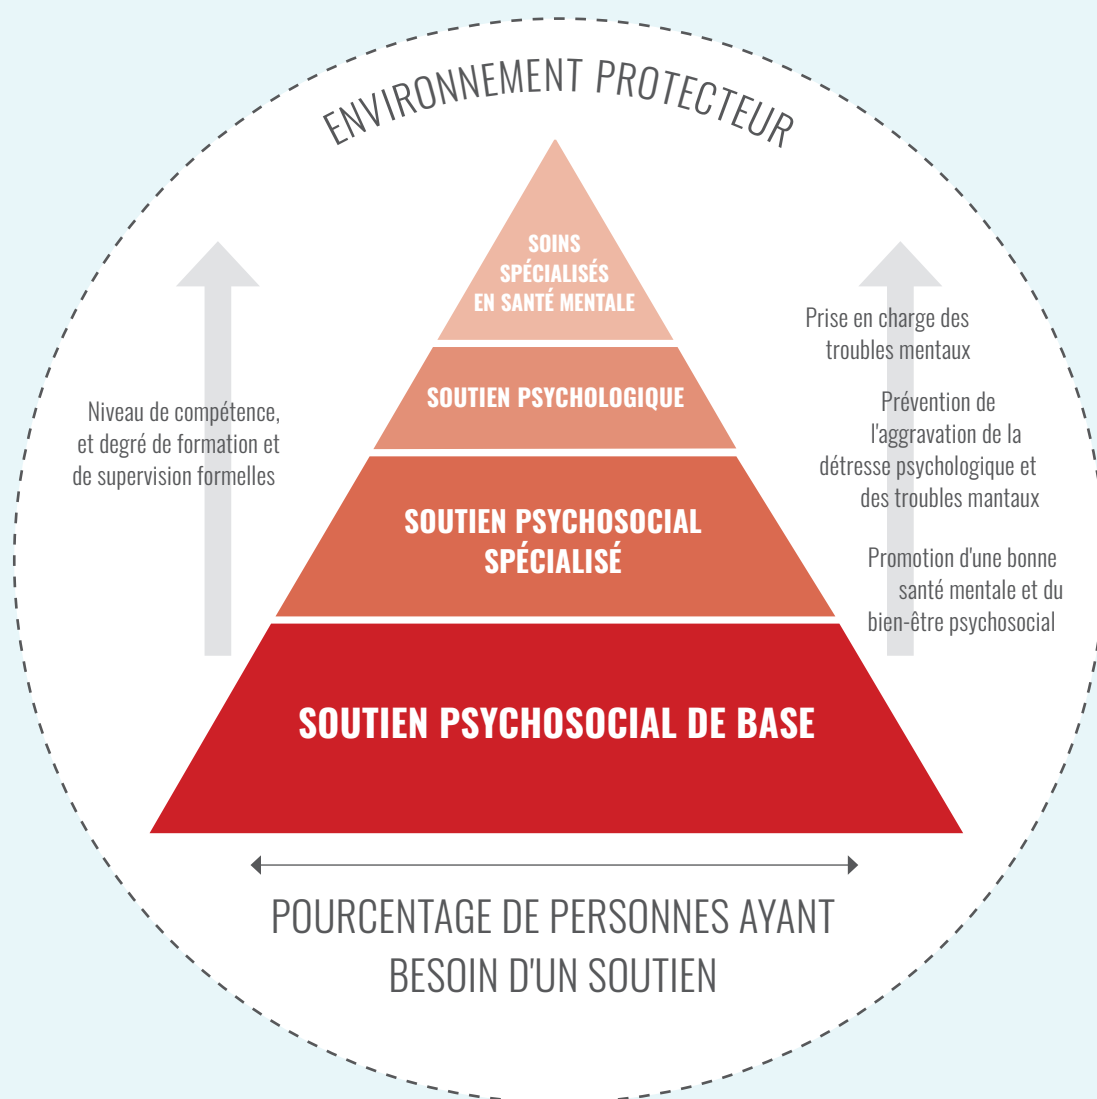 ENVIRONNEMENT PROTECTEUR
SOINS
SPÉCIALISÉS
EN SANTÉ MENTALE
SOUTIEN PSYCHOLOGIQUE
SOUTIEN PSYCHOSOCIAL
SPÉCIALISÉ
SOUTIEN PSYCHOSOCIAL DE BASE
Niveau de compétence,
et degré de formation et
de supervision formelles
Prise en charge des
troubles mentaux
Prévention de
l'aggravation de la
détresse psychologique et
des troubles mantaux
Promotion d'une bonne
santé mentale et du
bien-être psychosocial
POURCENTAGE DE PERSONNES AYANT
BESOIN D'UN SOUTIEN